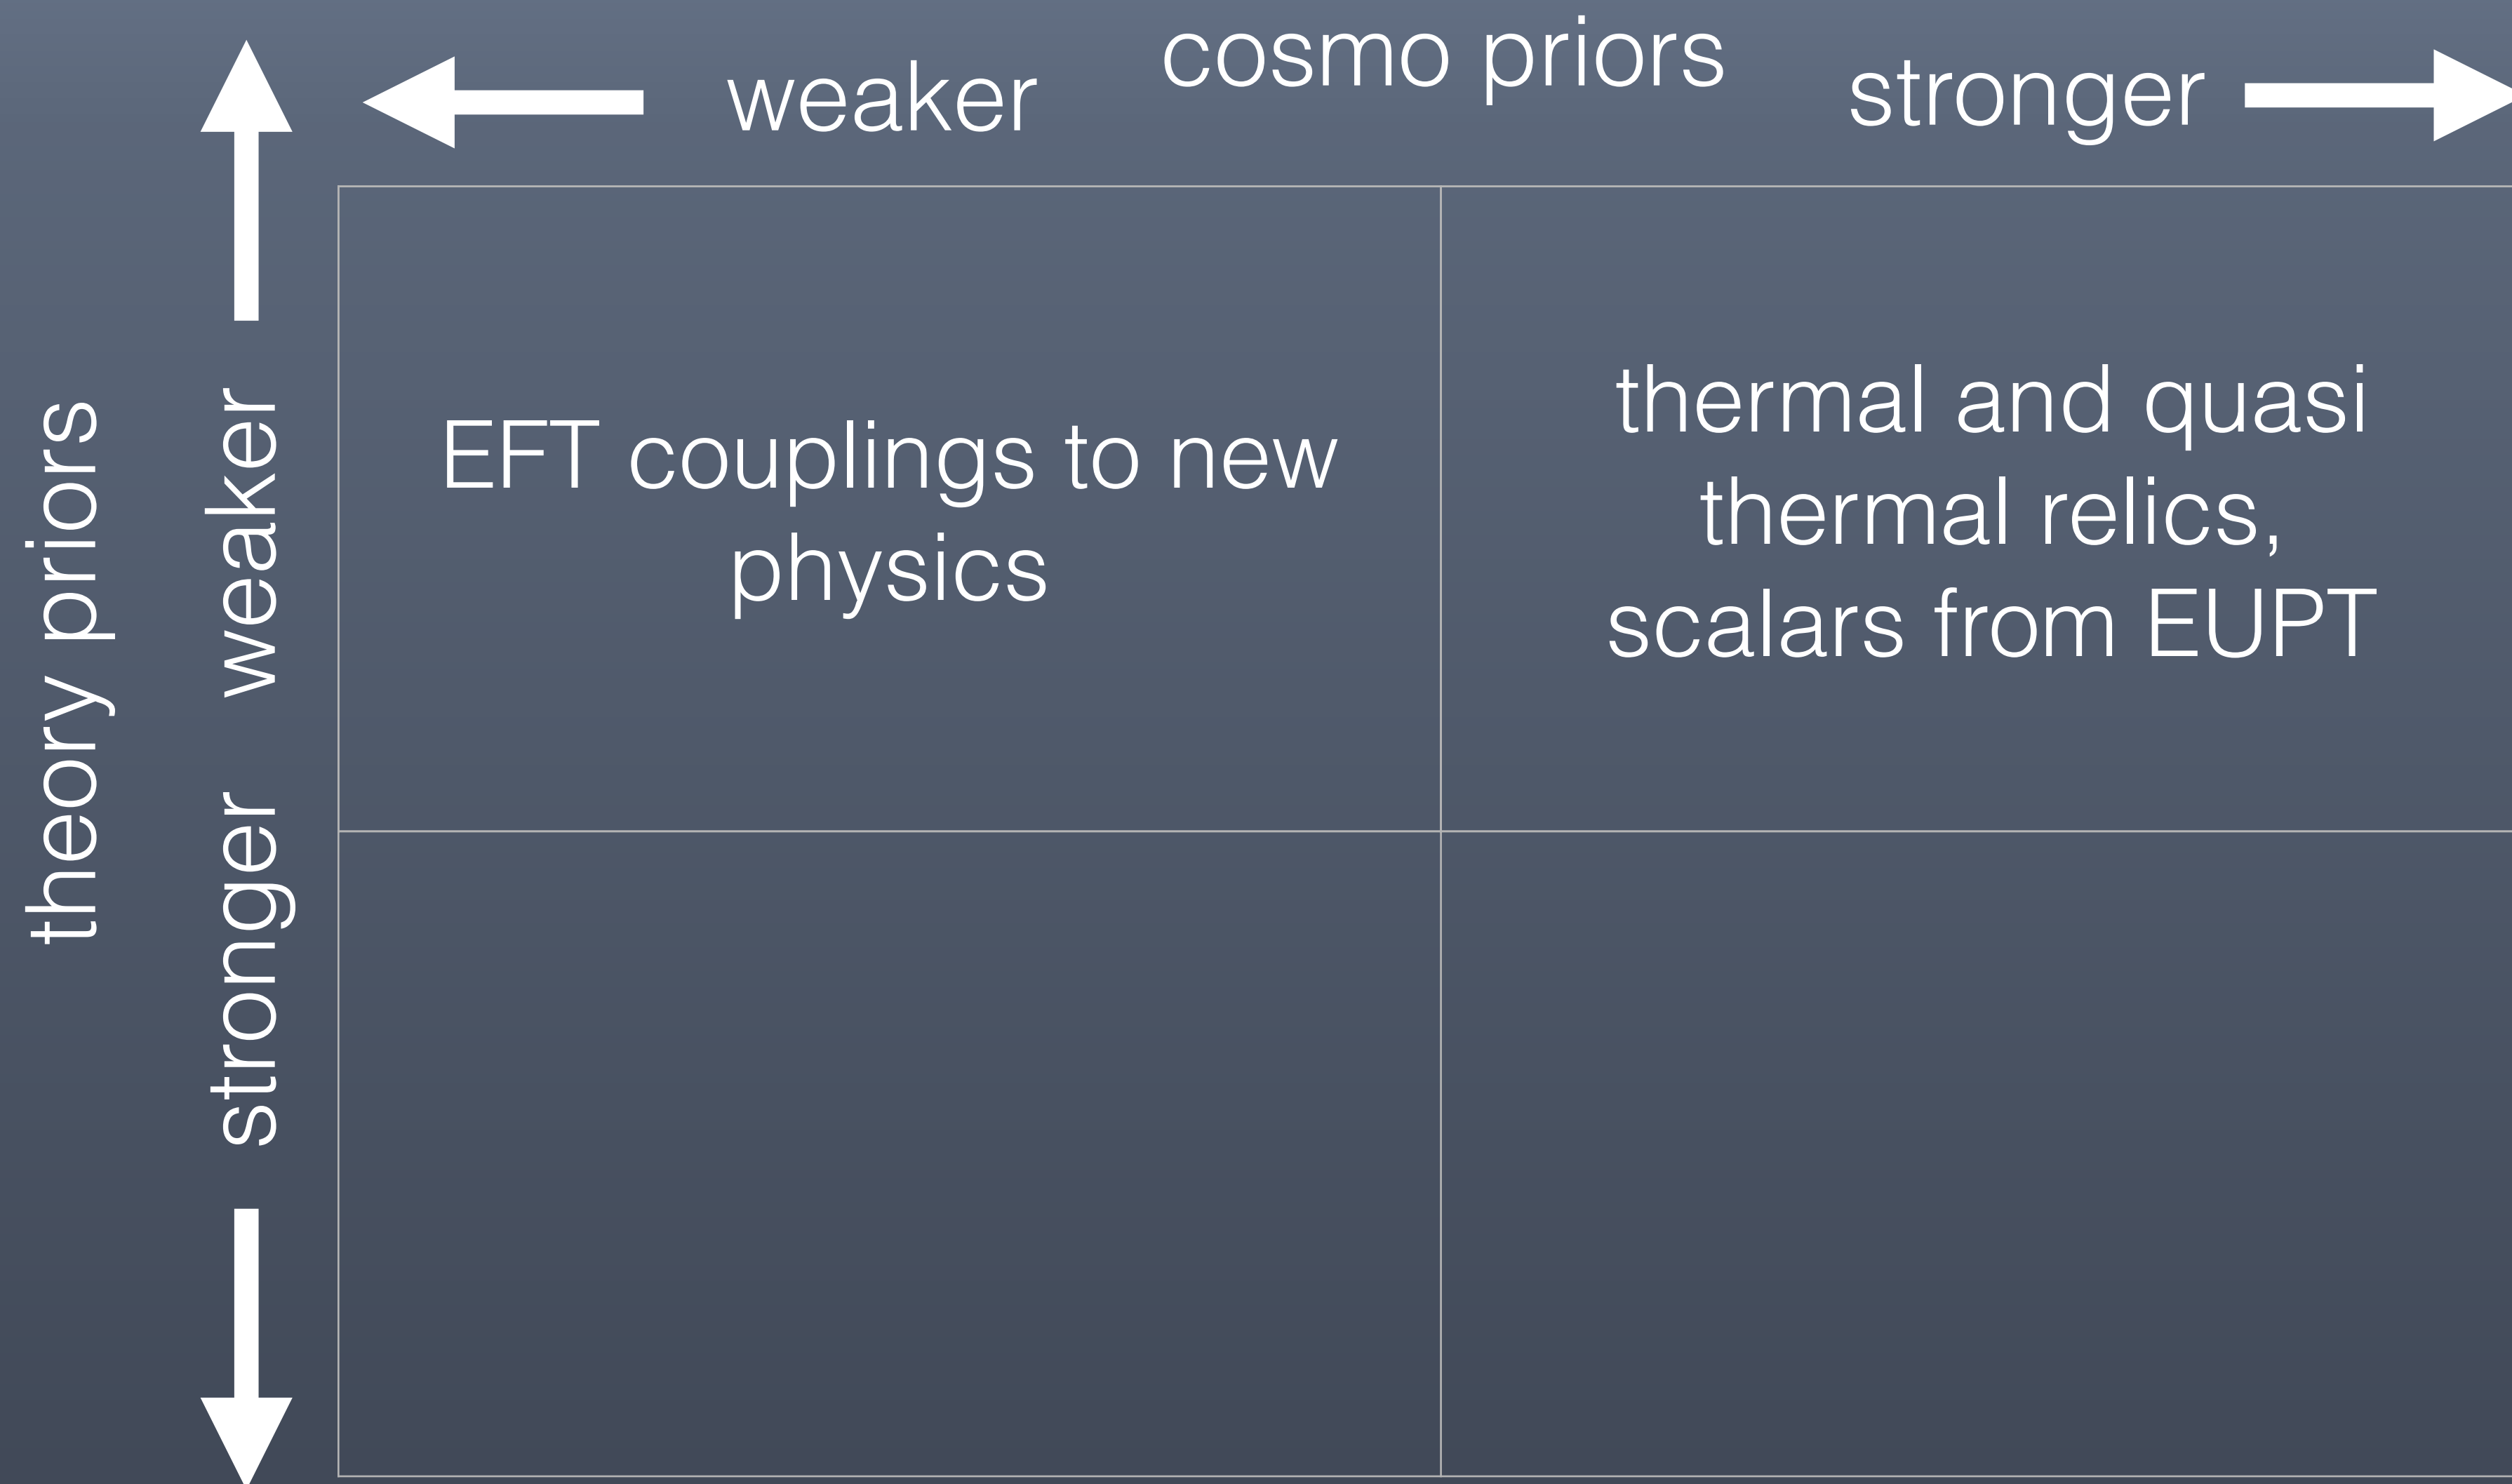 cosmo priors
weaker
stronger
theory priors
weaker
stronger
EFT couplings to new
physics
thermal and quasi
thermal relics,
scalars from EUPT